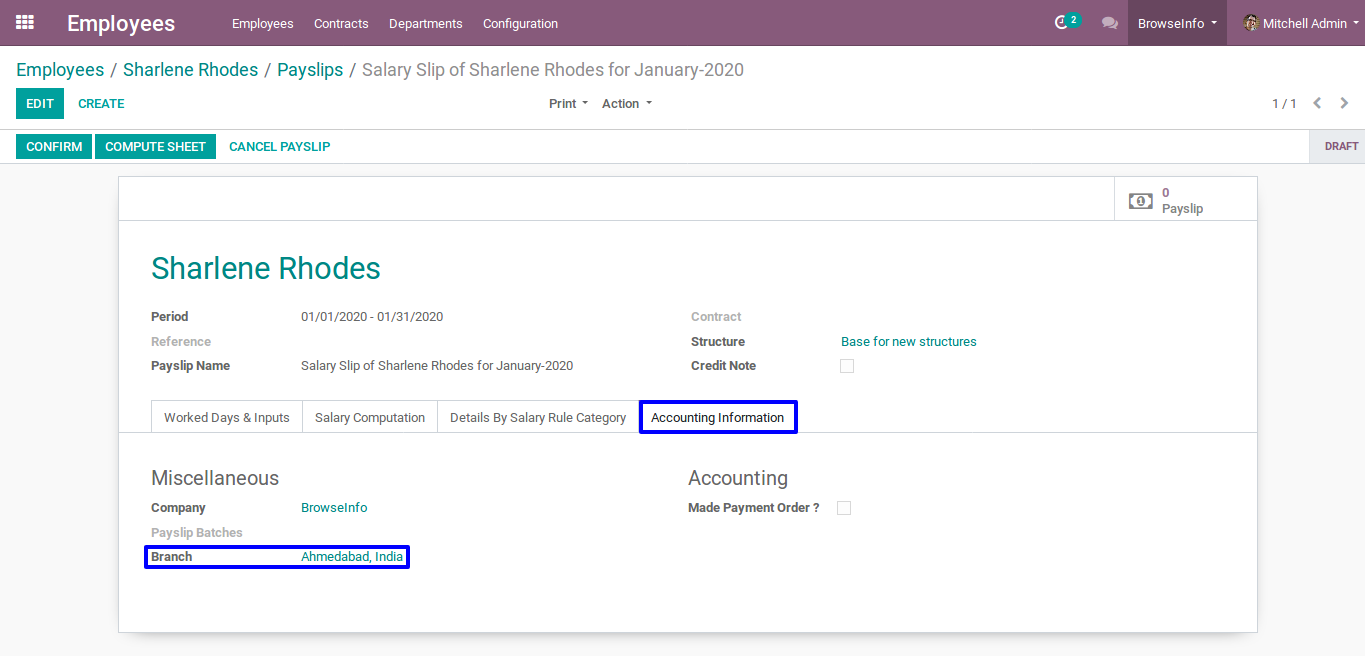 Employees Employees Contracts Departments Configuration 2 BrowseInfo Mitchell Admin
Employees / Sharlene Rhodes / Payslips / Salary Slip of Sharlene Rhodes for January-2020
EDIT CREATE Print Action 1 / 1
CONFIRM COMPUTE SHEET CANCEL PAYSLIP DRAFT
0
Payslip
Sharlene Rhodes
Period 01/01/2020 - 01/31/2020 Contract
Reference Structure Base for new structures
Payslip Name Salary Slip of Sharlene Rhodes for January-2020 Credit Note
Worked Days & Inputs Salary Computation Details By Salary Rule Category Accounting Information
Miscellaneous Accounting
Company BrowseInfo Made Payment Order ?
Payslip Batches
Branch Ahmedabad, India